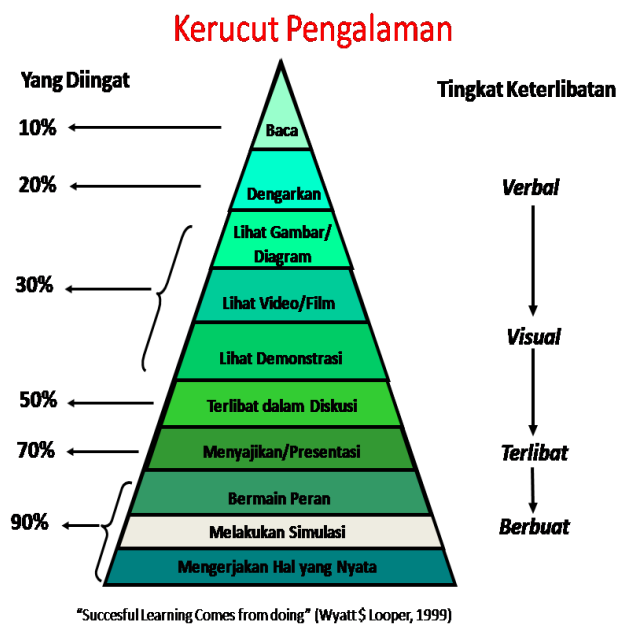 Kerucut Pengalaman
Yang Diingat
Tingkat Keterlibatan
10%
Baca
20%
Dengarkan
Verbal
Lihat Gambar/
Diagram
30%
Lihat Video/Film
Visual
Lihat Demonstrasi
50%
Terlibat dalam Diskusi
70%
Menyajikan/Presentasi
Terlibat
Bermain Peran
90%
Melakukan Simulasi
Berbuat
Mengerjakan Hal yang Nyata
“Succesful Learning Comes from doing” (Wyatt $ Looper, 1999)